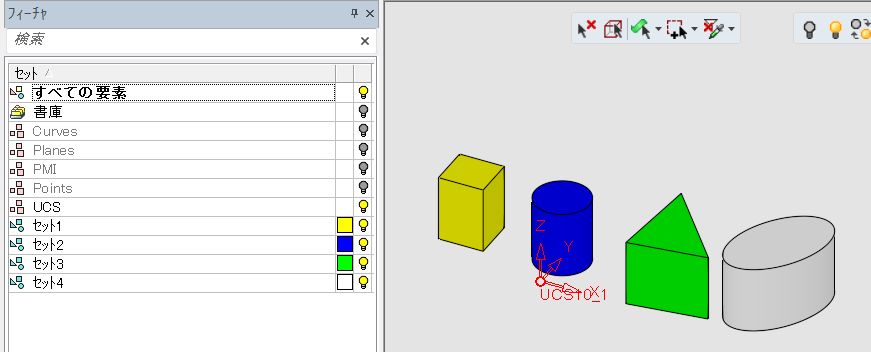 フィーチャ
検索
セット
すべての要素
書庫
Curves
Planes
PMI
Points
UCS
セット1
セット2
セット3
セット4
Z
Y
X
UCS10_1